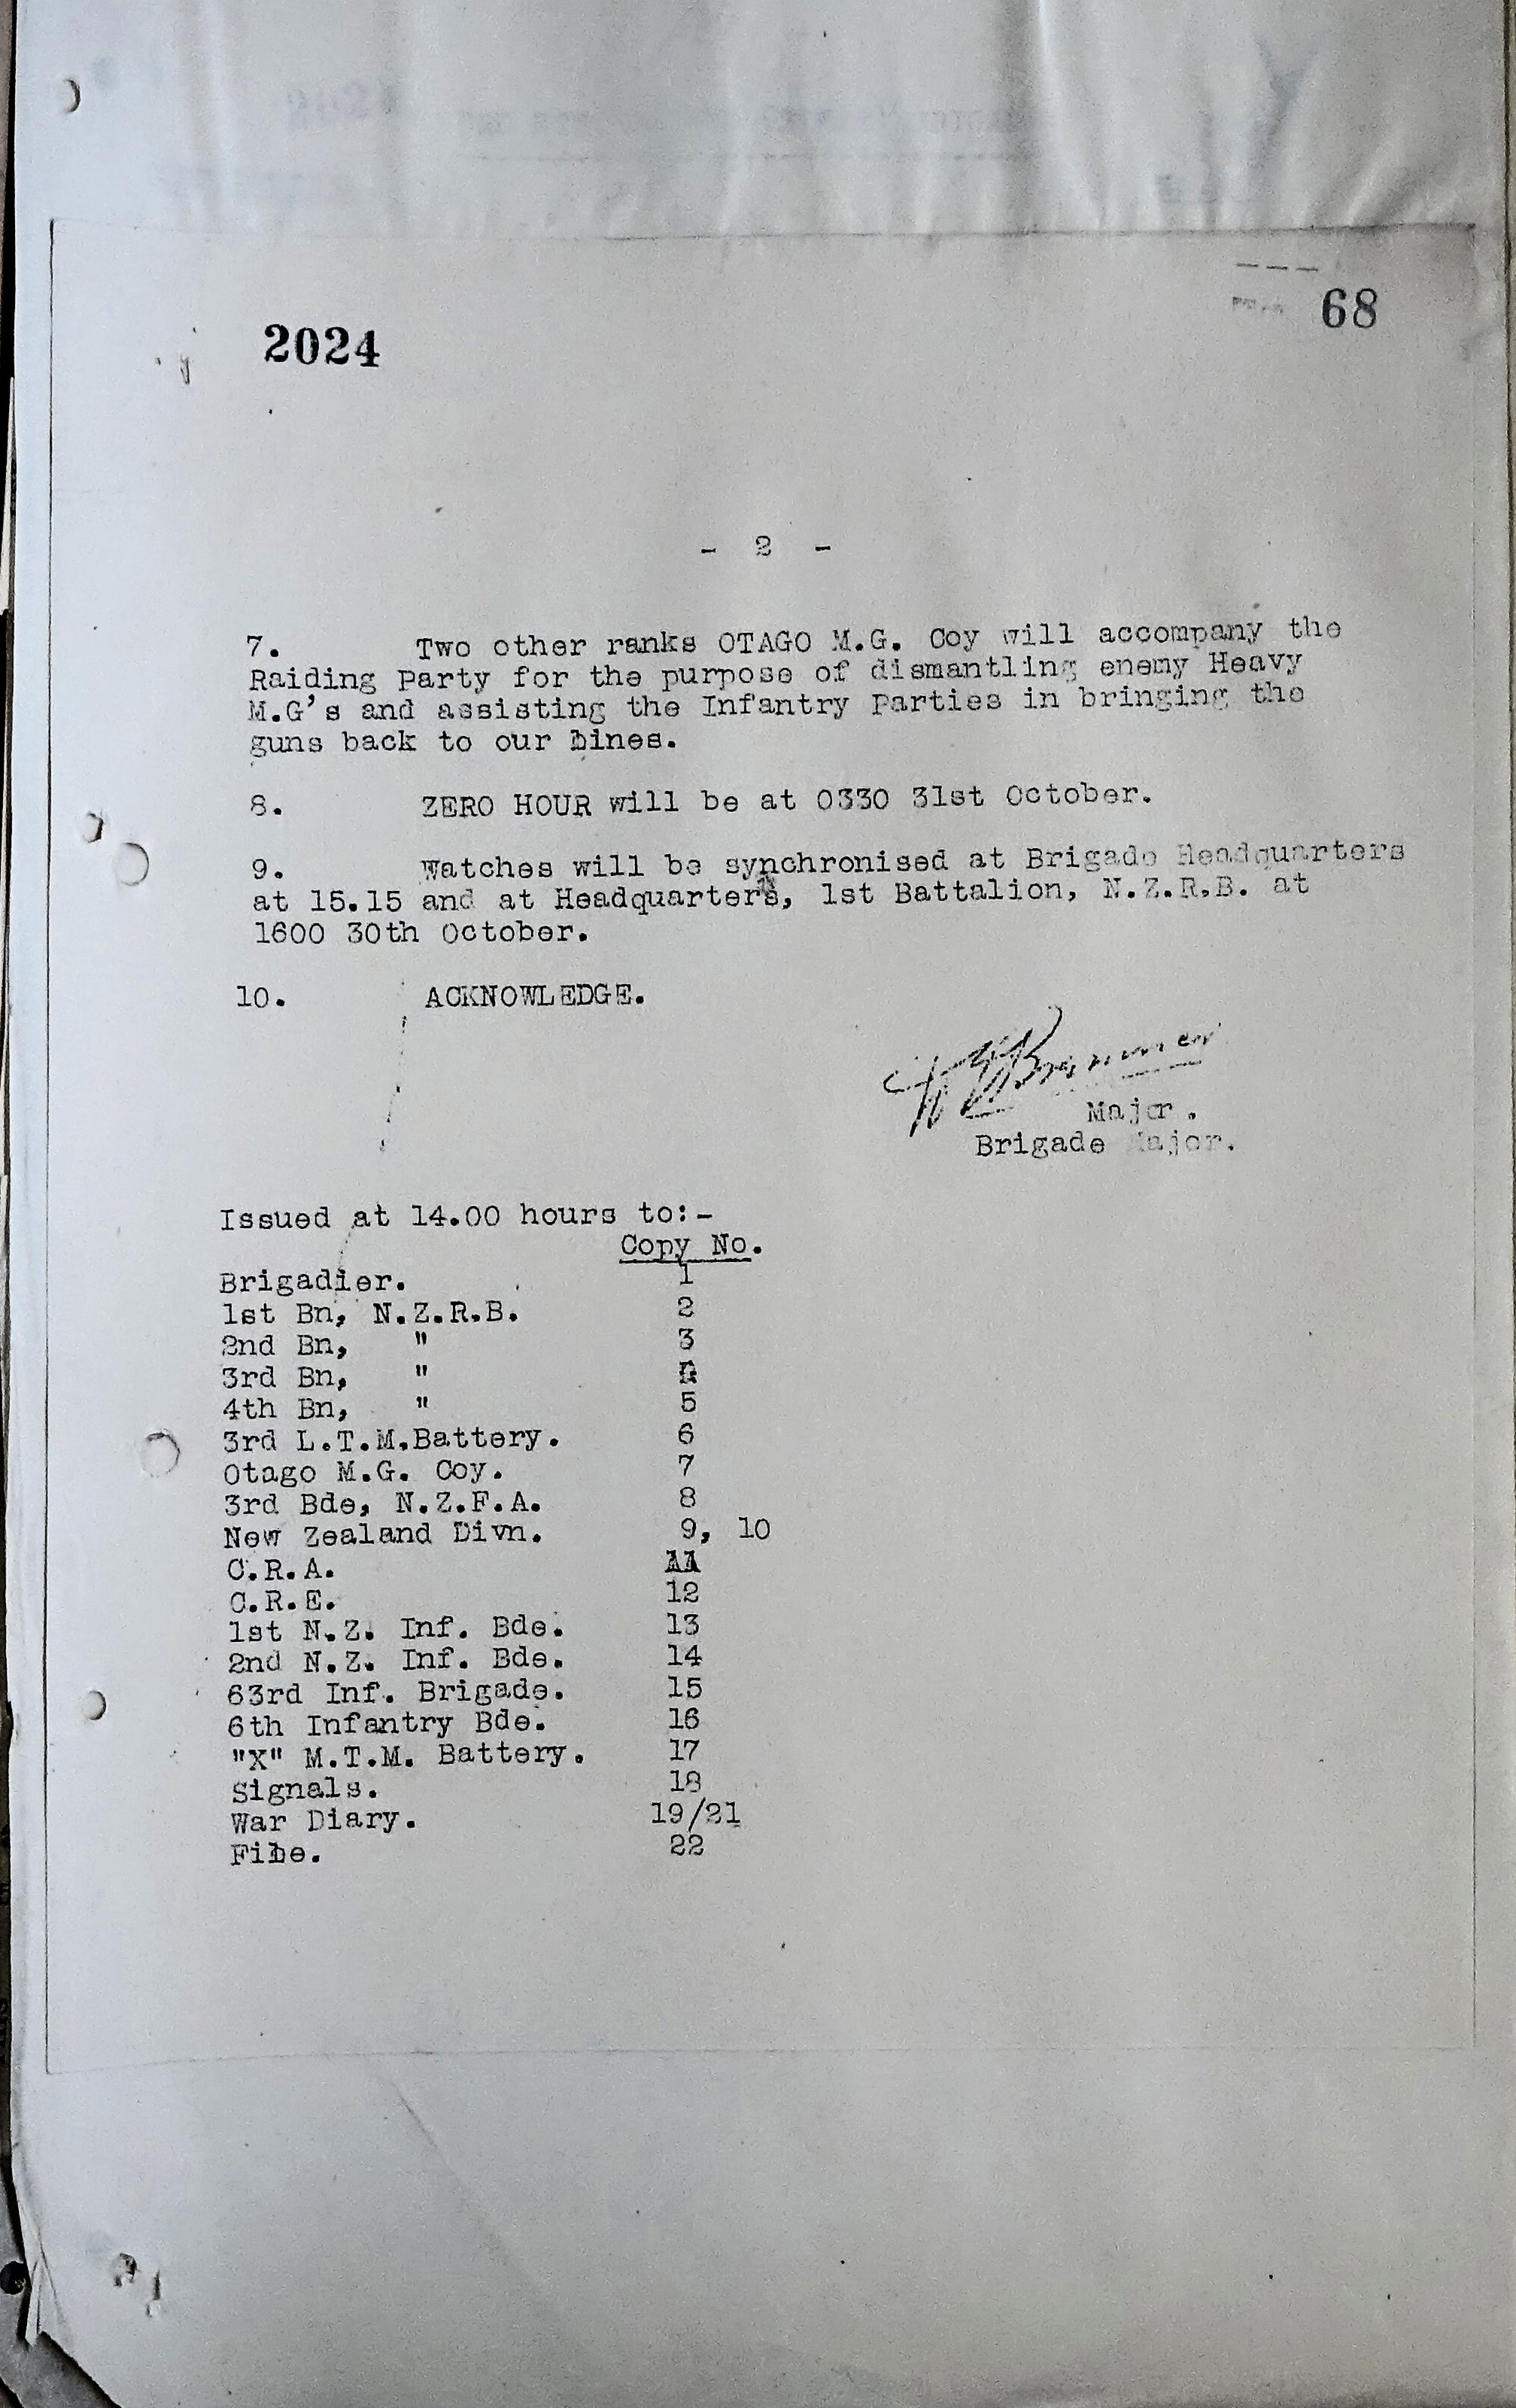 68
2024
- 2 -
7. Two other ranks OTAGO M.G. Coy will accompany the
Raiding Party for the purpose of dismantling enemy Heavy
M.G's and assisting the Infantry Parties in bringing the
guns back to our Lines.
8. ZERO HOUR will be at 0330 31st October.
9. Watches will be synchronised at Brigade Headquarters
at 15.15 and at Headquarters, 1st Battalion, N.Z.R.B. at
1600 30th October.
10. ACKNOWLEDGE.
Major.
Brigade Major.
Issued at 14.00 hours to:-
Copy No.
Brigadier. 1
1st Bn, N.Z.R.B. 2
2nd Bn, " 3
3rd Bn, " 4
4th Bn, " 5
3rd L.T.M.Battery. 6
Otago M.G. Coy. 7
3rd Bde, N.Z.F.A. 8
New Zealand Divn. 9, 10
C.R.A. 11
C.R.E. 12
1st N.Z. Inf. Bde. 13
2nd N.Z. Inf. Bde. 14
63rd Inf. Brigade. 15
6th Infantry Bde. 16
"X" M.T.M. Battery. 17
Signals. 18
War Diary. 19/21
File. 22